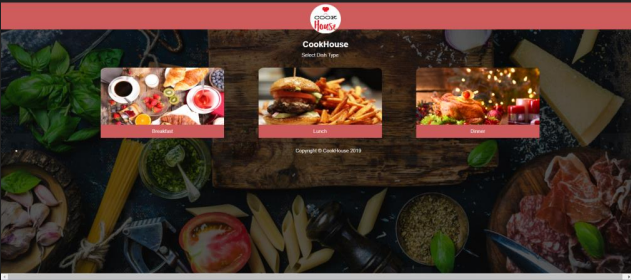 COOK
House
CookHouse
Select Dish Type:
Breakfast
Lunch
Dinner
Copyright © CookHouse 2019